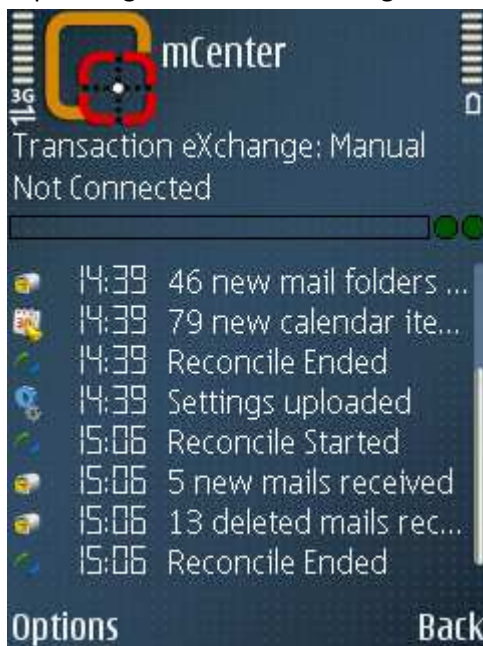 mCenter
3G
Transaction eXchange: Manual
Not Connected
14:39 46 new mail folders ...
14:39 79 new calendar ite...
14:39 Reconcile Ended
14:39 Settings uploaded
15:06 Reconcile Started
15:06 5 new mails received
15:06 13 deleted mails rec...
15:06 Reconcile Ended
Options Back